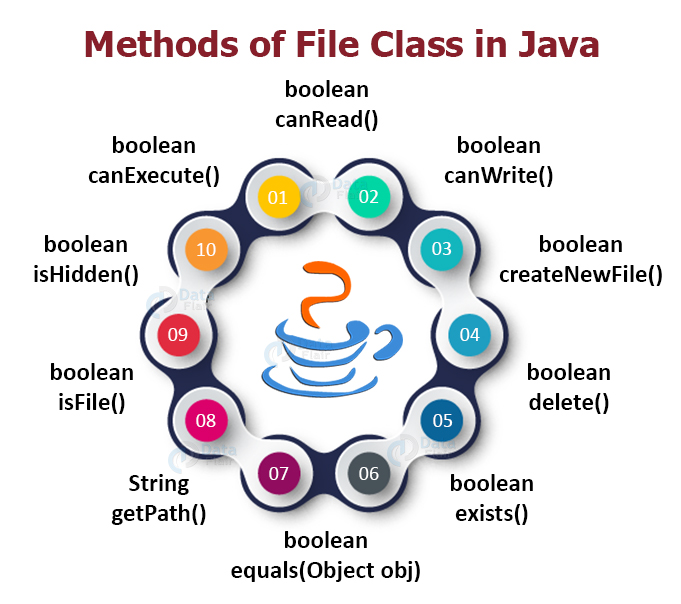 Methods of File Class in Java
boolean
canRead()
boolean
canExecute()
boolean
canWrite()
01
02
boolean
isHidden()
10
03
boolean
createNewFile()
Data
Flair
09
04
boolean
isFile()
boolean
delete()
08
05
String
getPath()
07
06
boolean
exists()
boolean
equals(Object obj)